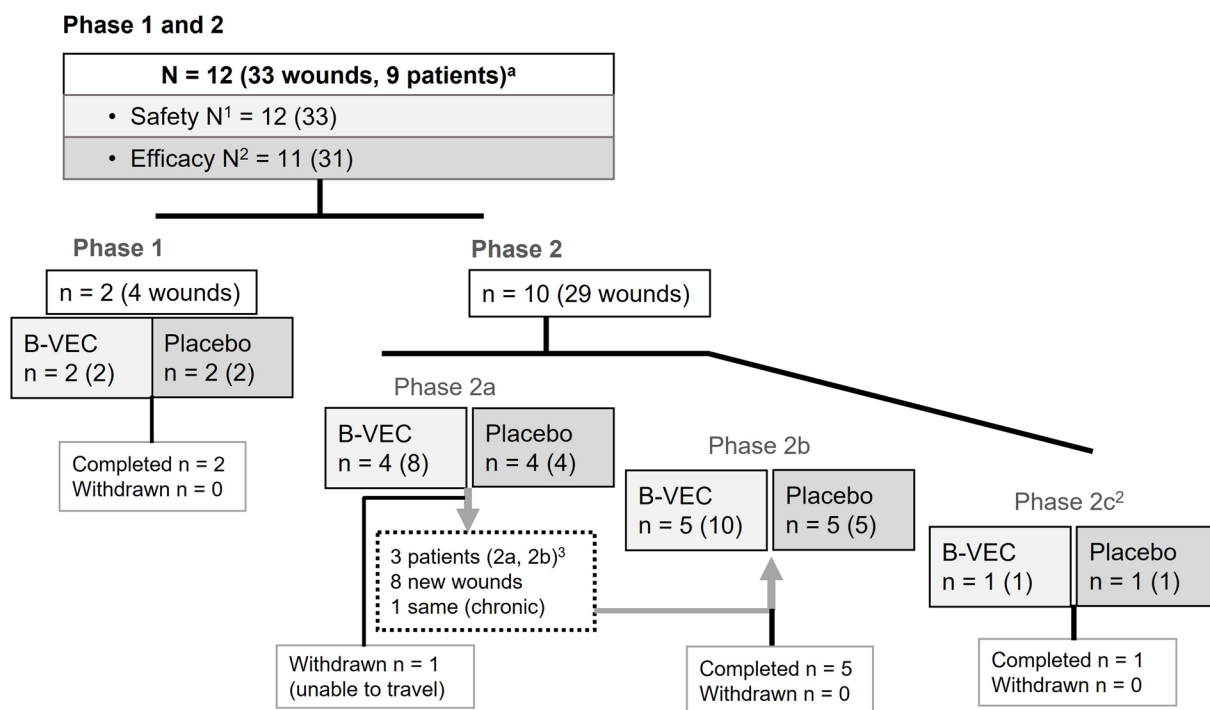 Phase 1 and 2
N = 12 (33 wounds, 9 patients)ᵃ
• Safety N¹ = 12 (33)
• Efficacy N² = 11 (31)
Phase 1
n = 2 (4 wounds)
B-VEC
n = 2 (2)
Placebo
n = 2 (2)
Completed n = 2
Withdrawn n = 0
Phase 2
n = 10 (29 wounds)
Phase 2a
B-VEC
n = 4 (8)
Placebo
n = 4 (4)
3 patients (2a, 2b)³
8 new wounds
1 same (chronic)
Withdrawn n = 1
(unable to travel)
Phase 2b
B-VEC
n = 5 (10)
Placebo
n = 5 (5)
Completed n = 5
Withdrawn n = 0
Phase 2c²
B-VEC
n = 1 (1)
Placebo
n = 1 (1)
Completed n = 1
Withdrawn n = 0